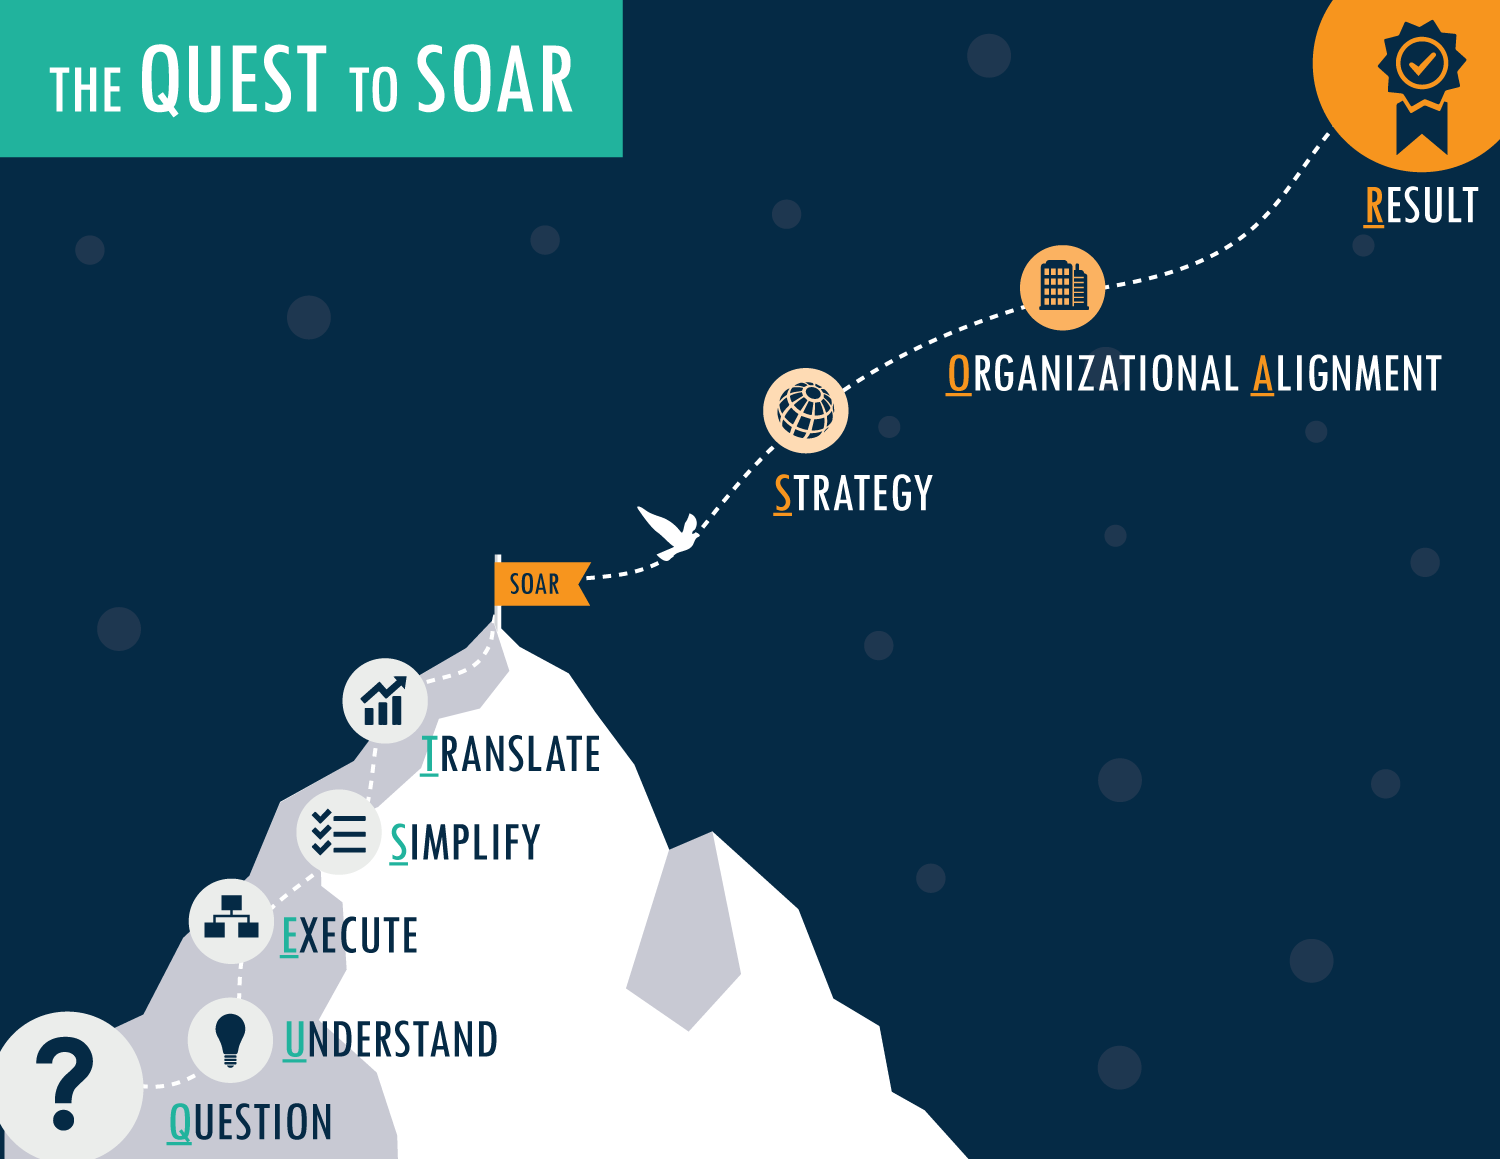 THE QUEST TO SOAR
RESULT
ORGANIZATIONAL ALIGNMENT
STRATEGY
SOAR
TRANSLATE
SIMPLIFY
EXECUTE
UNDERSTAND
?
QUESTION